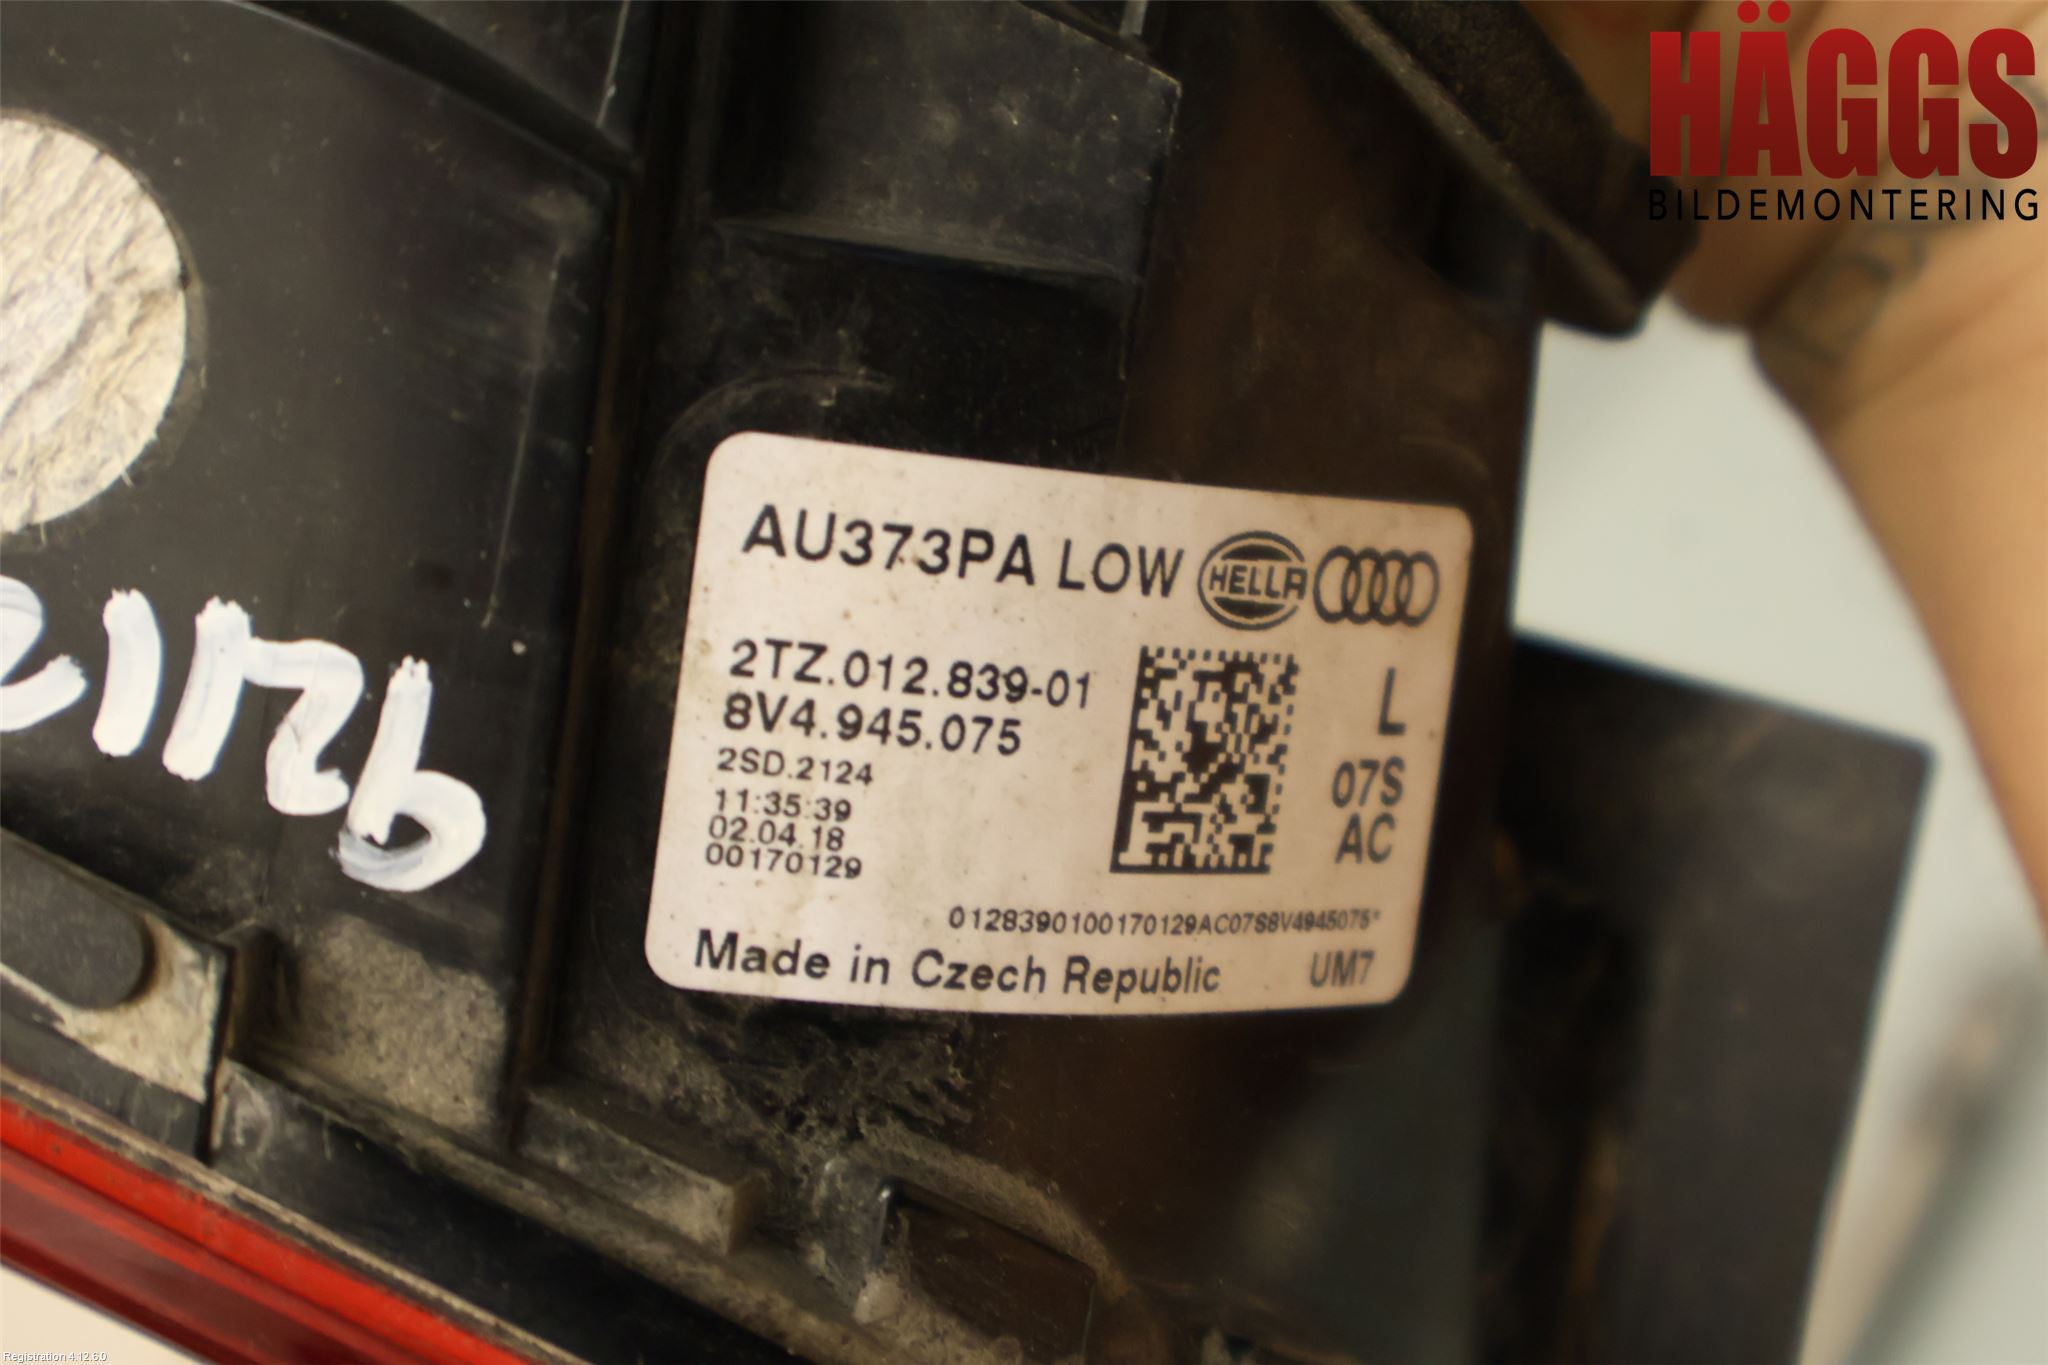 HÄGGS
BILDEMONTERING
AU373PA LOW
HELLA
2TZ.012.839-01
8V4.945.075
L
2SD.2124
07S
11:35:39
02.04.18
AC
00170129
0128390100170129AC07S8V4945075*
Made in Czech Republic UM7
Registration 4.12.6.0